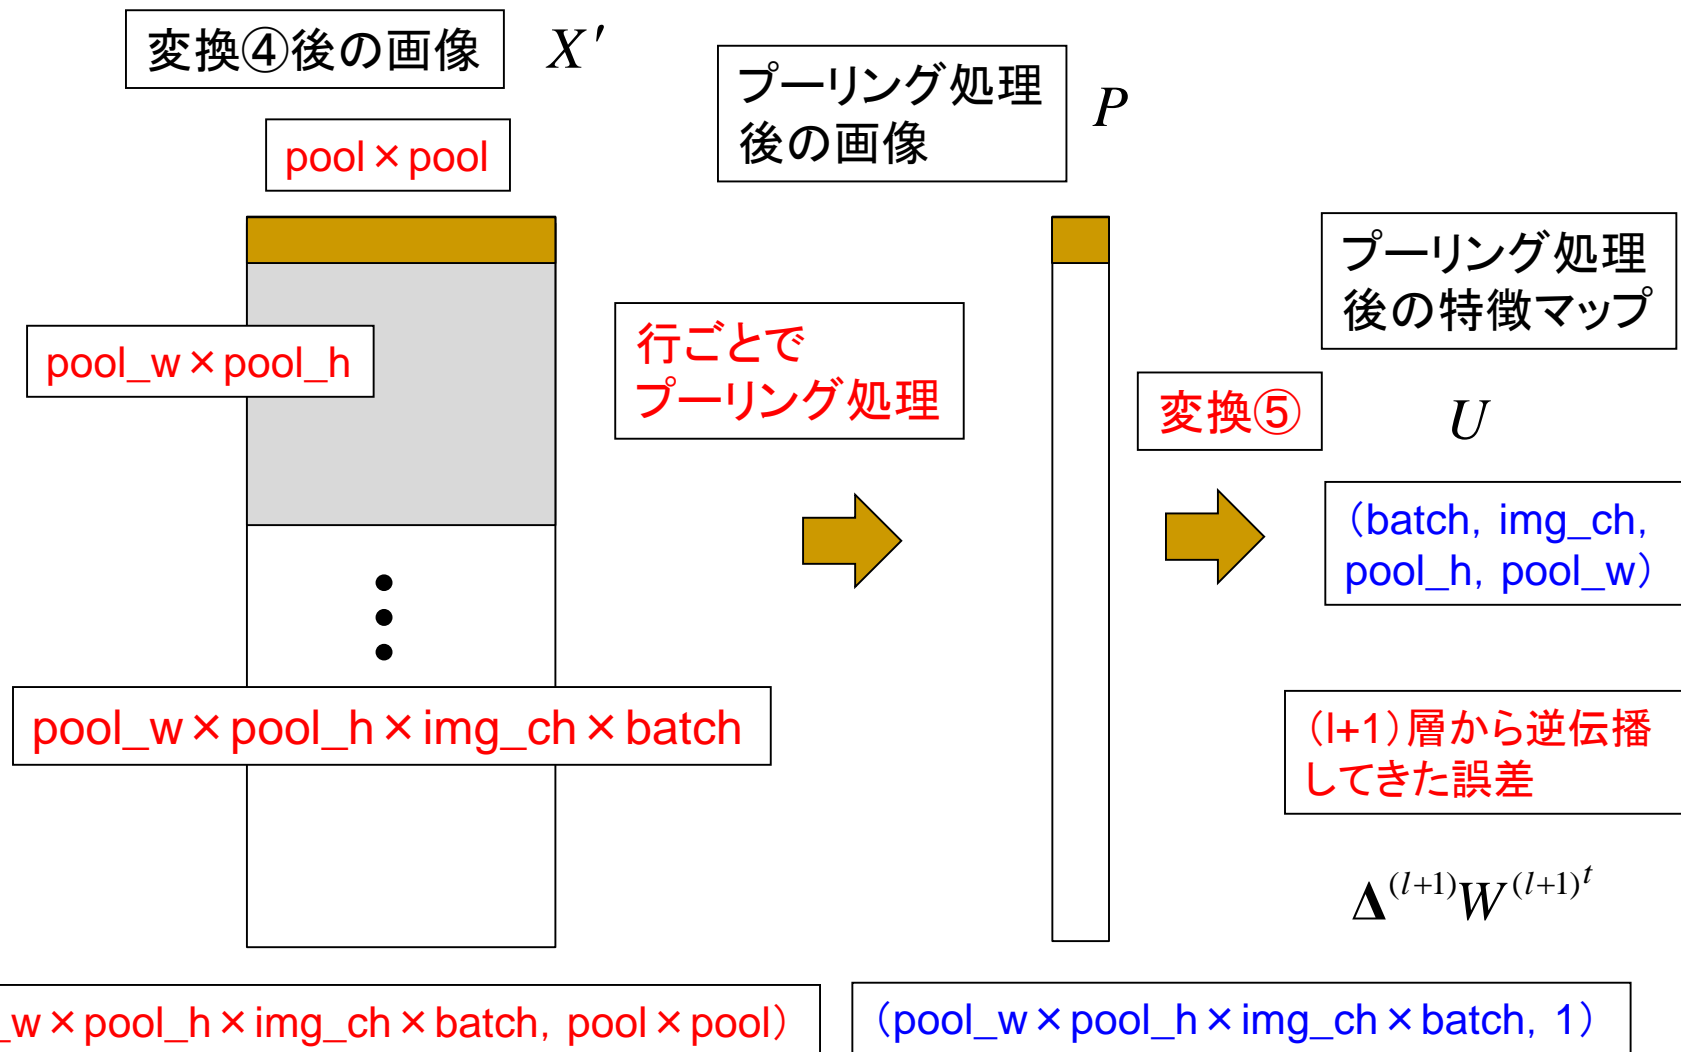 変換④後の画像
X′
プーリング処理
後の画像
P
pool×pool
プーリング処理
後の特徴マップ
pool_w×pool_h
行ごとで
プーリング処理
変換⑤
U
（batch, img_ch,
pool_h, pool_w）
pool_w×pool_h×img_ch×batch
（l+1）層から逆伝播
してきた誤差
Δ^{(l+1)}W^{(l+1)^t}
_w×pool_h×img_ch×batch, pool×pool）
（pool_w×pool_h×img_ch×batch, 1）